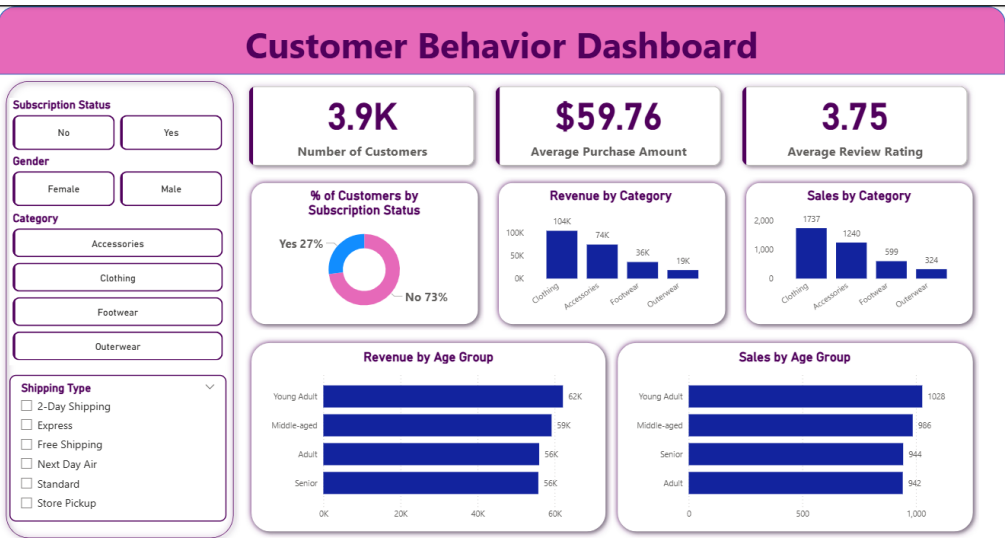 Customer Behavior Dashboard
Subscription Status
No
Yes
Gender
Female
Male
Category
Accessories
Clothing
Footwear
Outerwear
Shipping Type
2-Day Shipping
Express
Free Shipping
Next Day Air
Standard
Store Pickup
3.9K
Number of Customers
$59.76
Average Purchase Amount
3.75
Average Review Rating
% of Customers by
Subscription Status
Yes 27%
No 73%
Revenue by Category
100K
50K
0K
104K
74K
36K
19K
Clothing
Accessories
Footwear
Outerwear
Sales by Category
2,000
1,000
0
1737
1240
599
324
Clothing
Accessories
Footwear
Outerwear
Revenue by Age Group
Young Adult 62K
Middle-aged 59K
Adult 56K
Senior 56K
0K 20K 40K 60K
Sales by Age Group
Young Adult 1028
Middle-aged 986
Senior 944
Adult 942
0 500 1,000